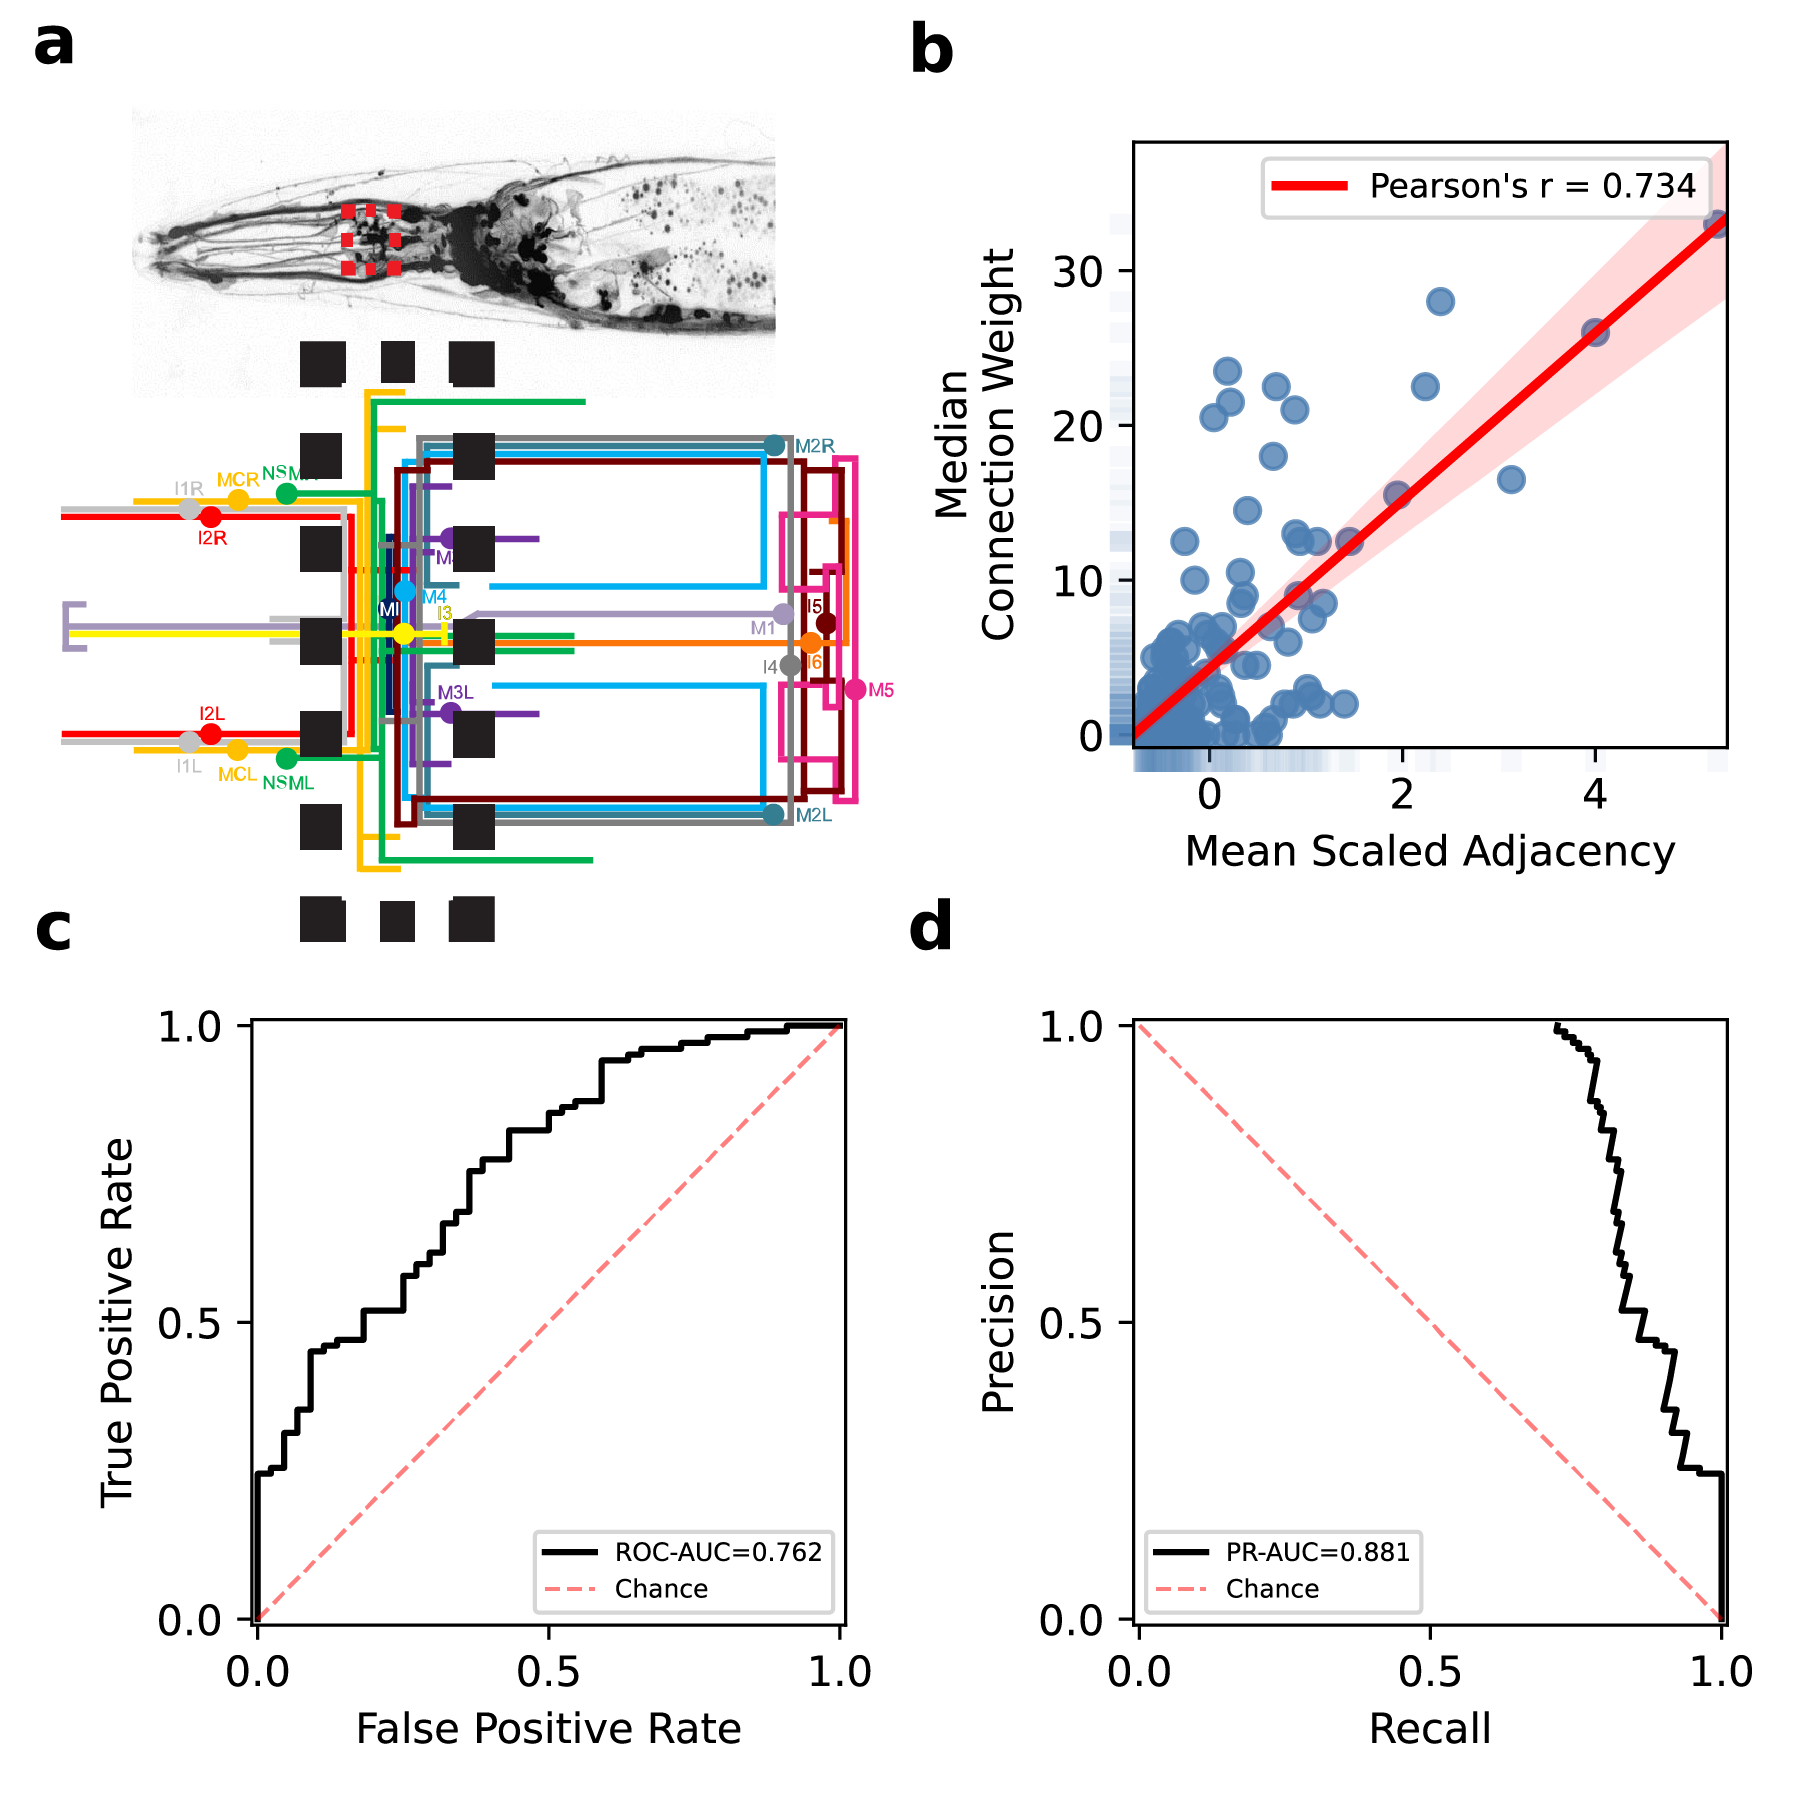 a
I1R
MCR
NSM
I2R
M2R
M4
MI
I3
I5
M1
I6
I4
M5
M3L
I2L
I1L
MCL
NSML
M2L
b
Pearson's r = 0.734
Median
Connection Weight
30
20
10
0
0 2 4
Mean Scaled Adjacency
c
True Positive Rate
1.0
0.5
0.0
ROC-AUC=0.762
Chance
0.0 0.5 1.0
False Positive Rate
d
Precision
1.0
0.5
0.0
PR-AUC=0.881
Chance
0.0 0.5 1.0
Recall